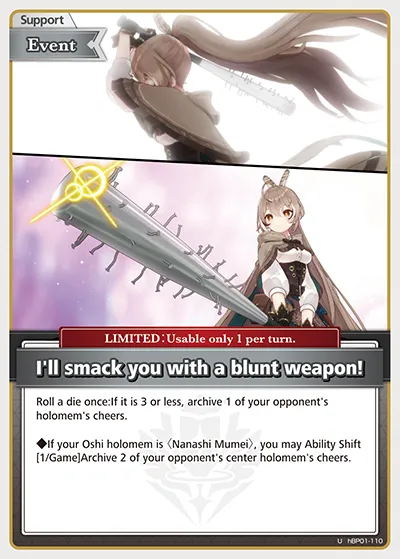 Support
Event
LIMITED:Usable only 1 per turn.
I'll smack you with a blunt weapon!
Roll a die once:If it is 3 or less, archive 1 of your opponent's
holomem's cheers.
◆If your Oshi holomem is 〈Nanashi Mumei〉, you may Ability Shift
[1/Game]Archive 2 of your opponent's center holomem's cheers.
U hBP01-110